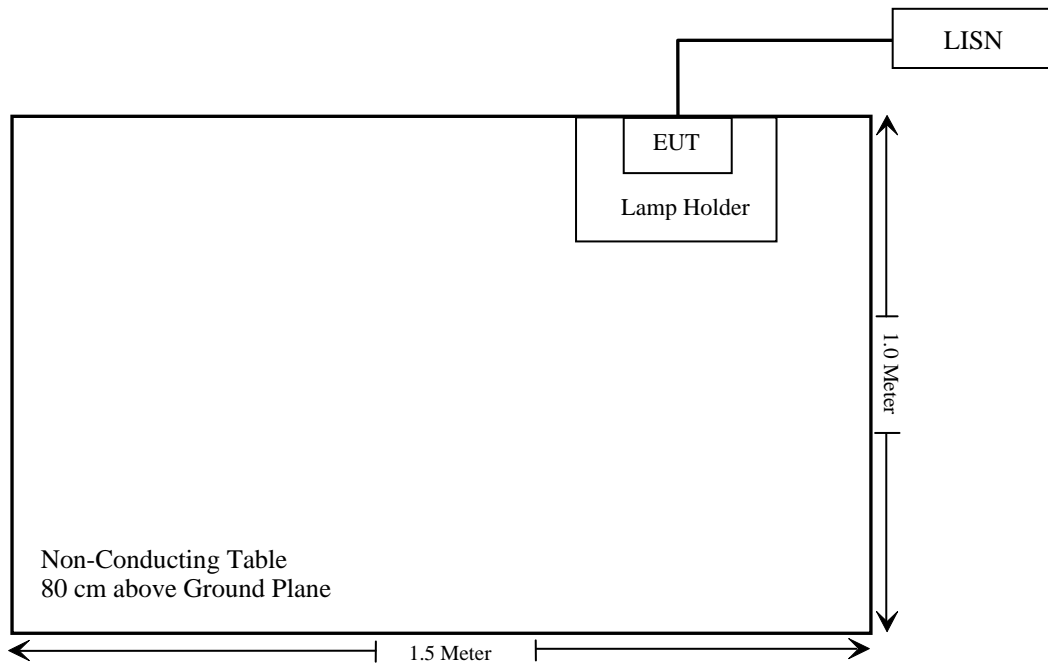 LISN
EUT
Lamp Holder
1.0 Meter
Non-Conducting Table
80 cm above Ground Plane
1.5 Meter